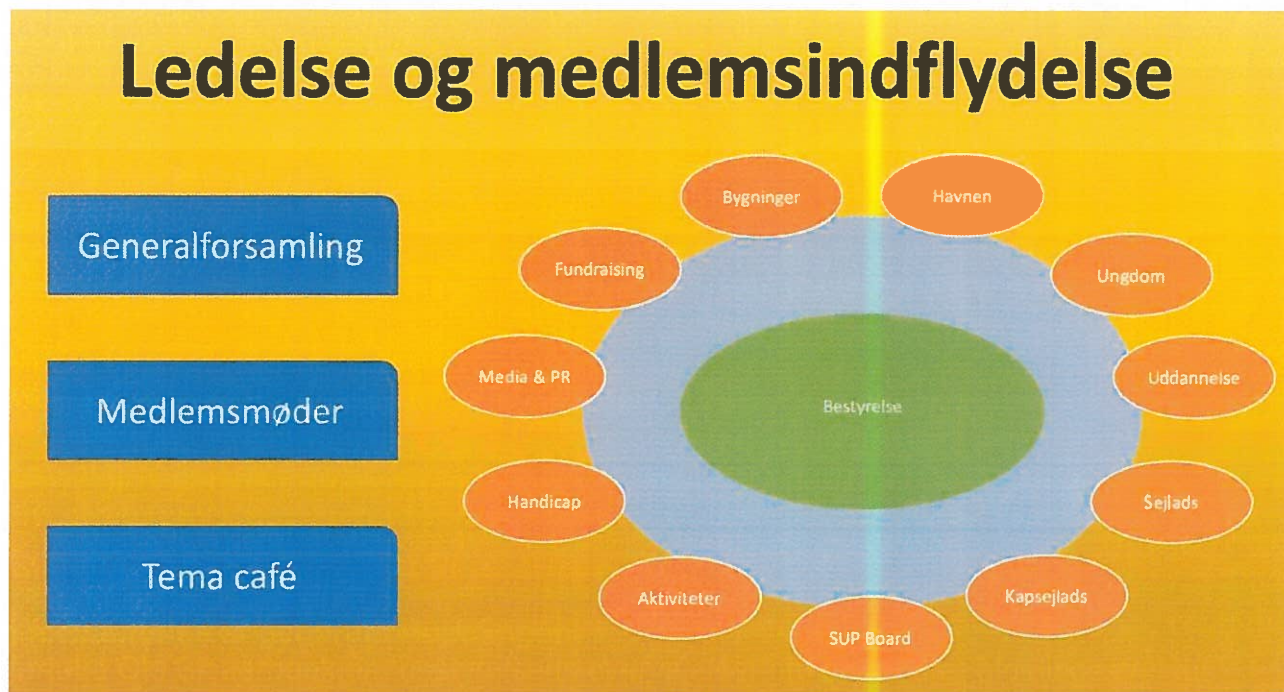 Ledelse og medlemsindflydelse
Generalforsamling
Medlemsmøder
Tema café
Bygninger
Havnen
Fundraising
Ungdom
Media & PR
Uddannelse
Bestyrelse
Handicap
Sejlads
Aktiviteter
Kapsejlads
SUP Board